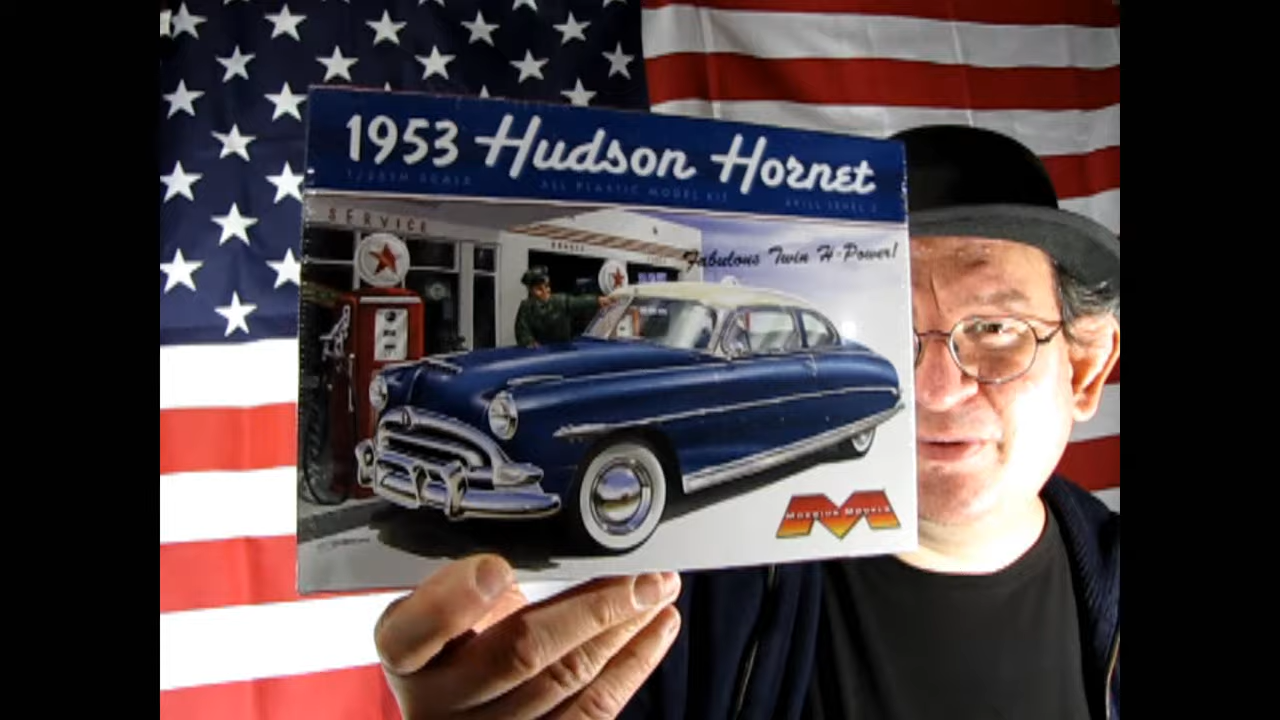 1953 Hudson Hornet
1/25TH SCALE ALL PLASTIC MODEL KIT SKILL LEVEL 2
SERVICE
Fabulous Twin H-Power!
MOEBIUS MODELS